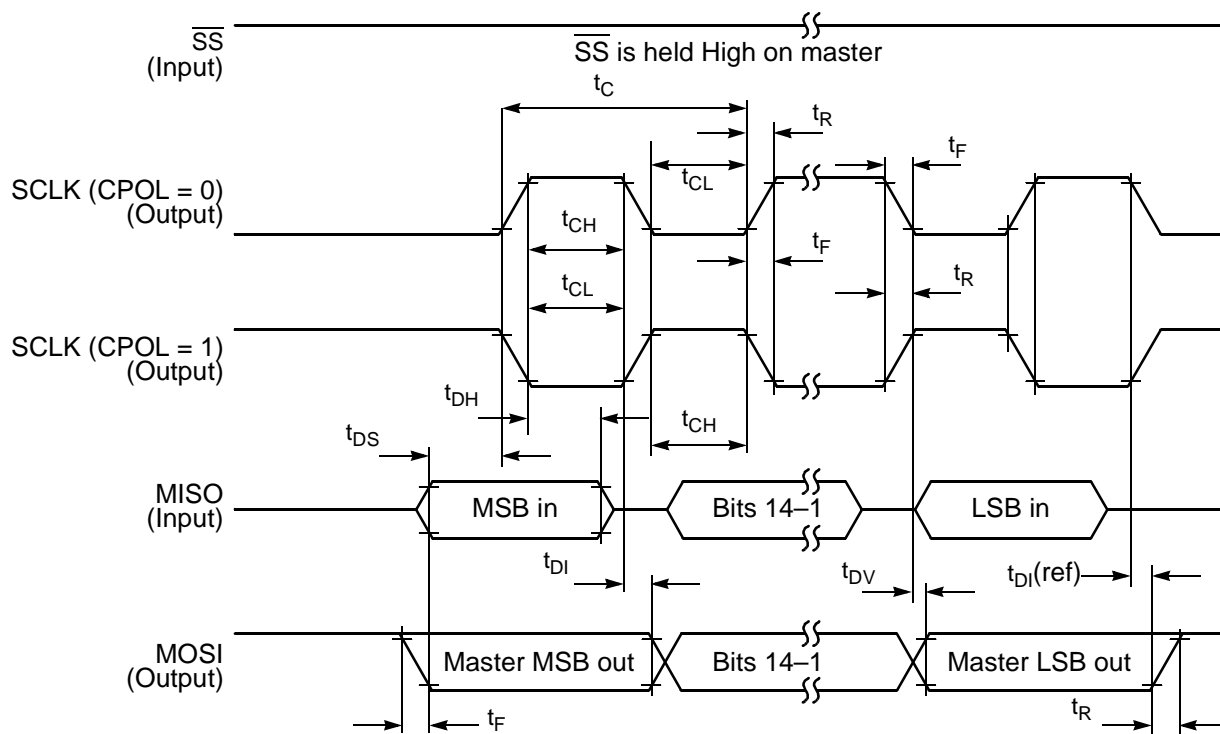 SS
(Input)
SS is held High on master
tC
tR
tF
SCLK (CPOL = 0)
(Output)
tCL
tCH
tF
tR
tCL
SCLK (CPOL = 1)
(Output)
tDH
tCH
tDS
MISO
(Input)
MSB in
Bits 14–1
LSB in
tDI
tDV
tDI(ref)
MOSI
(Output)
Master MSB out
Bits 14–1
Master LSB out
tF
tR